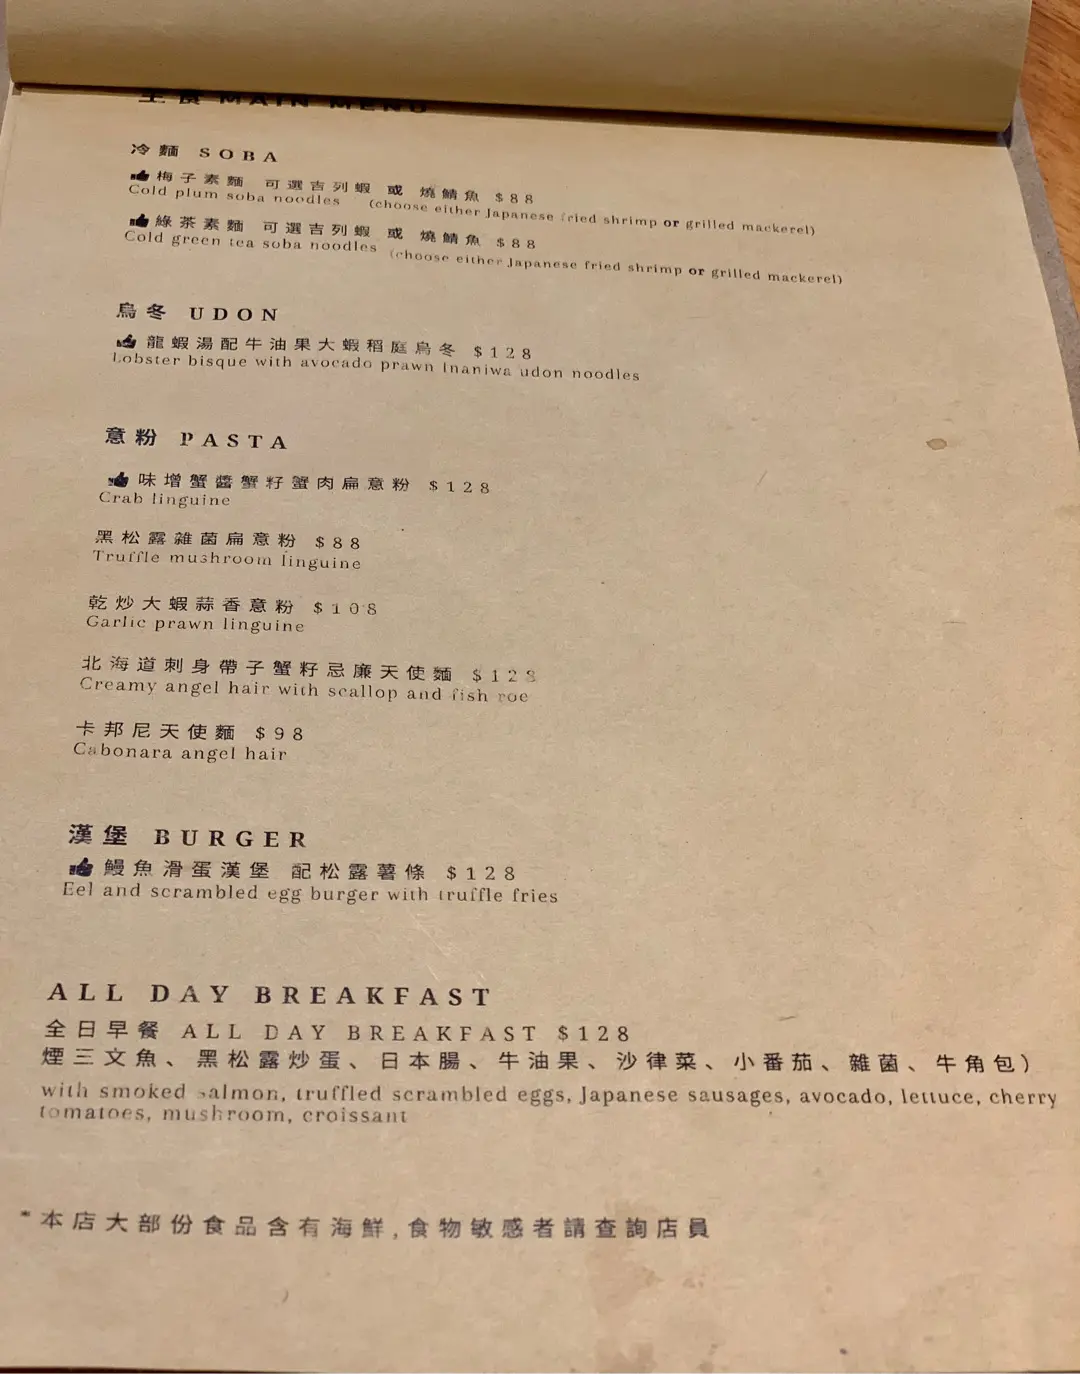 主食 MAIN MENU
冷麵 SOBA
梅子素麵 可選吉列蝦 或 燒鯖魚 $88
Cold plum soba noodles (choose either Japanese fried shrimp or grilled mackerel)
綠茶素麵 可選吉列蝦 或 燒鯖魚 $88
Cold green tea soba noodles (choose either Japanese fried shrimp or grilled mackerel)
烏冬 UDON
龍蝦湯配牛油果大蝦稻庭烏冬 $128
Lobster bisque with avocado prawn Inaniwa udon noodles
意粉 PASTA
味增蟹醬蟹籽蟹肉扁意粉 $128
Crab linguine
黑松露雜菌扁意粉 $88
Truffle mushroom linguine
乾炒大蝦蒜香意粉 $108
Garlic prawn linguine
北海道刺身帶子蟹籽忌廉天使麵
Creamy angel hair with scallop and fish roe
卡邦尼天使麵 $98
Cabonara angel hair
漢堡 BURGER
鰻魚滑蛋漢堡 配松露薯條 $128
Eel and scrambled egg burger with truffle fries
ALL DAY BREAKFAST
全日早餐 ALL DAY BREAKFAST $128
煙三文魚、黑松露炒蛋、日本腸、牛油果、沙律菜、小番茄、雜菌、牛角包）
with smoked salmon, truffled scrambled eggs, Japanese sausages, avocado, lettuce, cherry
tomatoes, mushroom, croissant
*本店大部份食品含有海鮮,食物敏感者請查詢店員